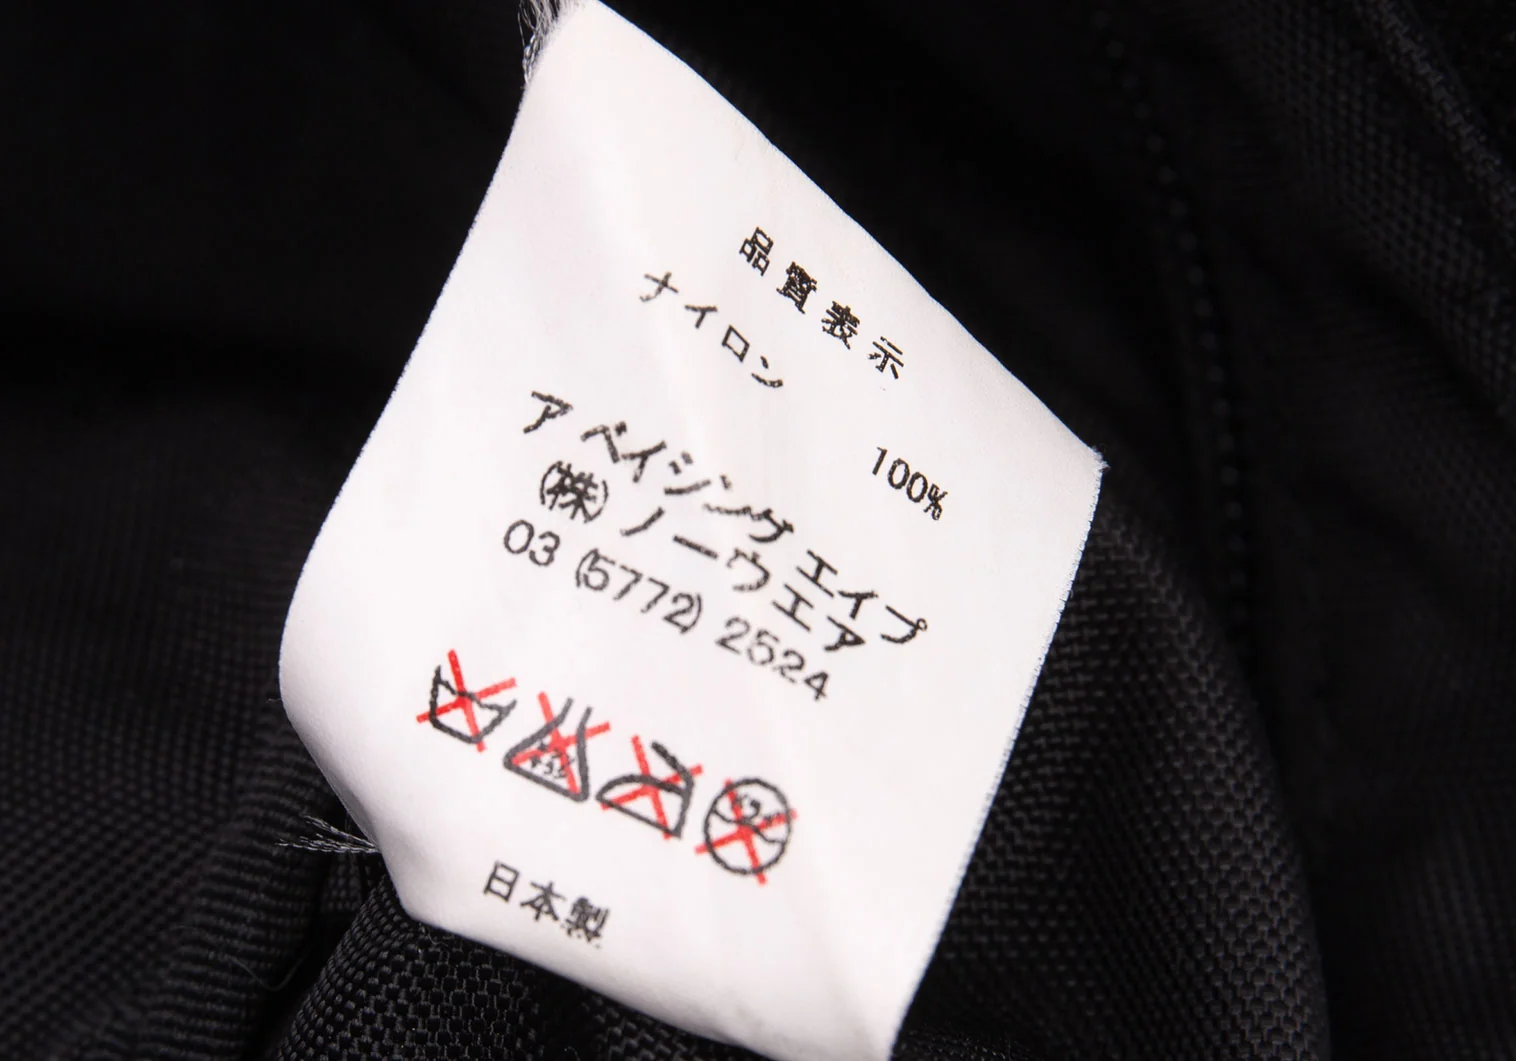 品質表示
ナイロン 100%
ア ベイジング エイプ
(株) ノーウエア
03 (5772) 2524
日本製